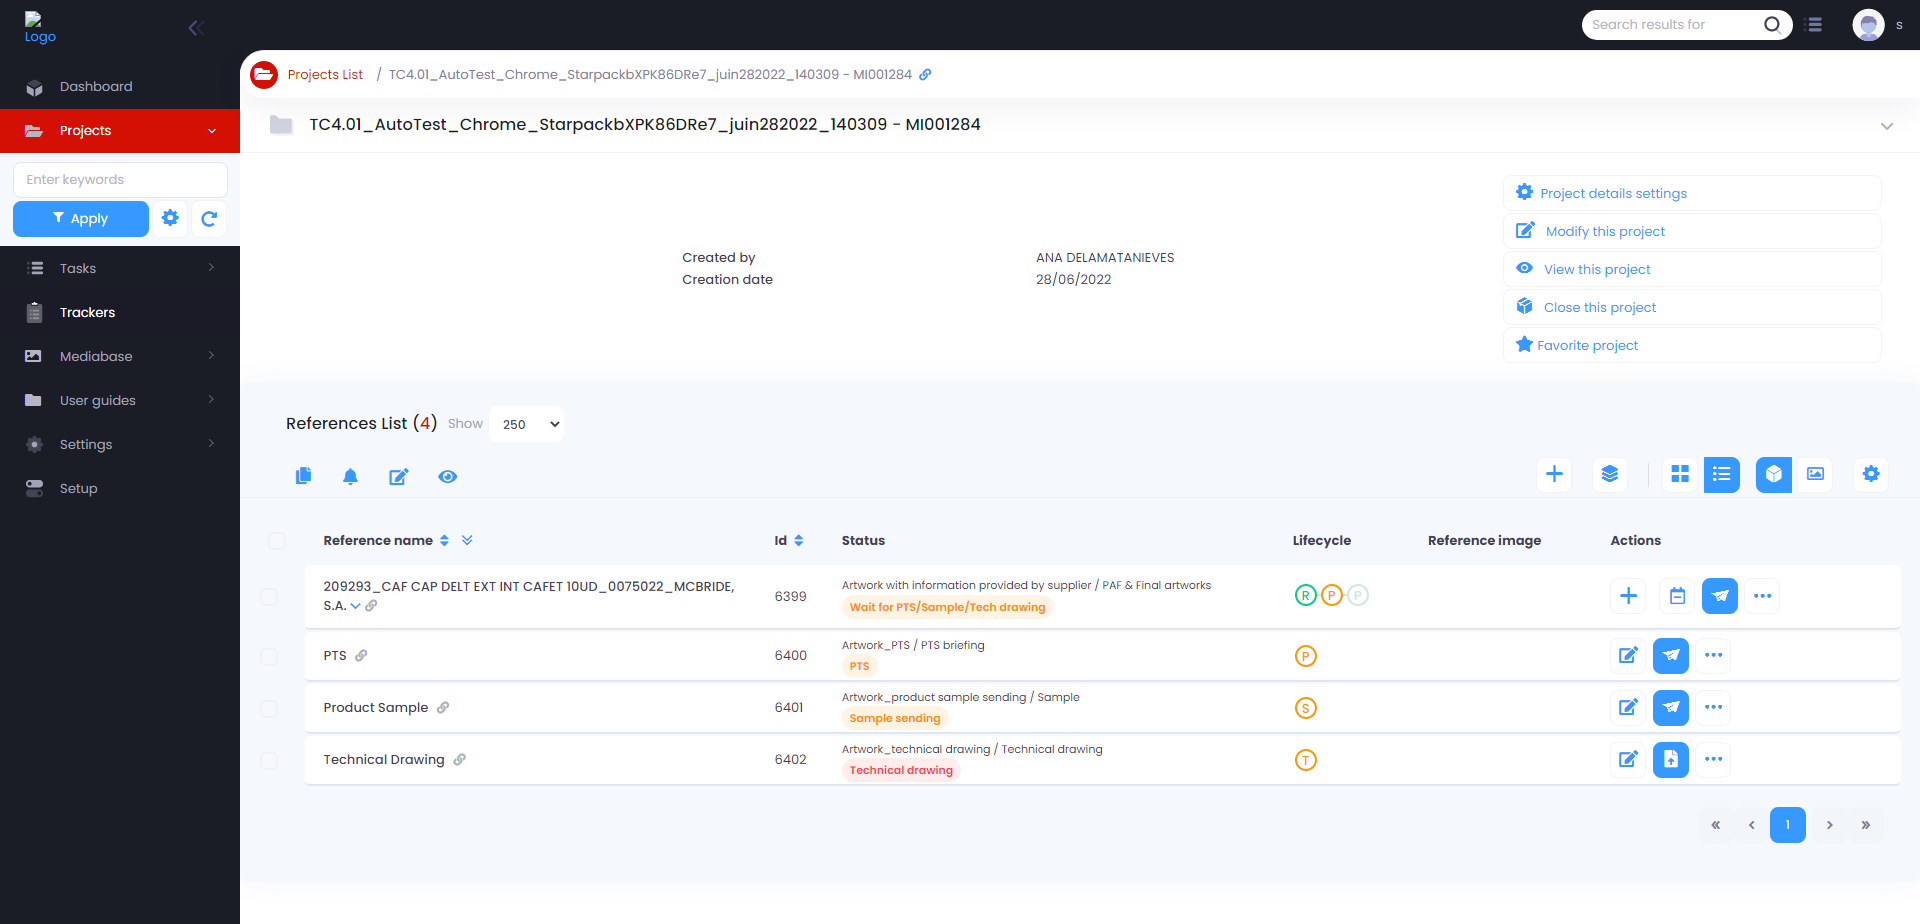 Logo
Search results for
s
Dashboard
Projects
Enter keywords
Apply
Tasks
Trackers
Mediabase
User guides
Settings
Setup
Projects List / TC4.01_AutoTest_Chrome_StarpackbXPK86DRe7_juin282022_140309 - MI001284
TC4.01_AutoTest_Chrome_StarpackbXPK86DRe7_juin282022_140309 - MI001284
Created by ANA DELAMATANIEVES
Creation date 28/06/2022
Project details settings
Modify this project
View this project
Close this project
Favorite project
References List (4) Show 250
Reference name Id Status Lifecycle Reference image Actions
209293_CAF CAP DELT EXT INT CAFET 10UD_0075022_MCBRIDE,
S.A.
6399
Artwork with information provided by supplier / PAF & Final artworks
Wait for PTS/Sample/Tech drawing
R P P
PTS
6400
Artwork_PTS / PTS briefing
PTS
P
Product Sample
6401
Artwork_product sample sending / Sample
Sample sending
S
Technical Drawing
6402
Artwork_technical drawing / Technical drawing
Technical drawing
T
« ‹ 1 › »